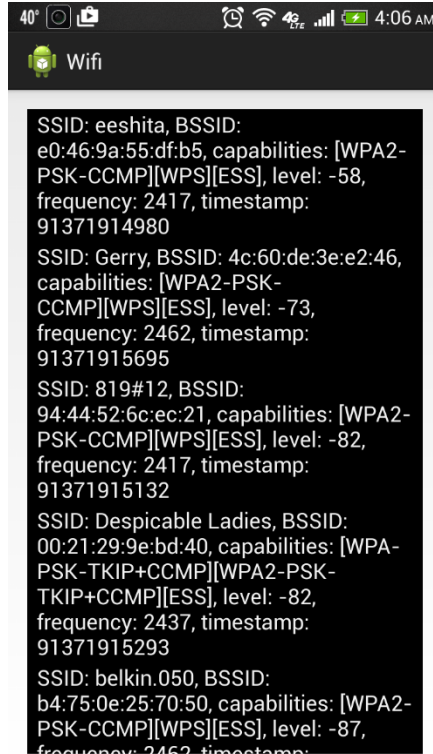 40° 4G LTE 4:06 AM
Wifi
SSID: eeshita, BSSID:
e0:46:9a:55:df:b5, capabilities: [WPA2-
PSK-CCMP][WPS][ESS], level: -58,
frequency: 2417, timestamp:
91371914980
SSID: Gerry, BSSID: 4c:60:de:3e:e2:46,
capabilities: [WPA2-PSK-
CCMP][WPS][ESS], level: -73,
frequency: 2462, timestamp:
91371915695
SSID: 819#12, BSSID:
94:44:52:6c:ec:21, capabilities: [WPA2-
PSK-CCMP][WPS][ESS], level: -82,
frequency: 2417, timestamp:
91371915132
SSID: Despicable Ladies, BSSID:
00:21:29:9e:bd:40, capabilities: [WPA-
PSK-TKIP+CCMP][WPA2-PSK-
TKIP+CCMP][ESS], level: -82,
frequency: 2437, timestamp:
91371915293
SSID: belkin.050, BSSID:
b4:75:0e:25:70:50, capabilities: [WPA2-
PSK-CCMP][WPS][ESS], level: -87,
frequency: 2462, timestamp: